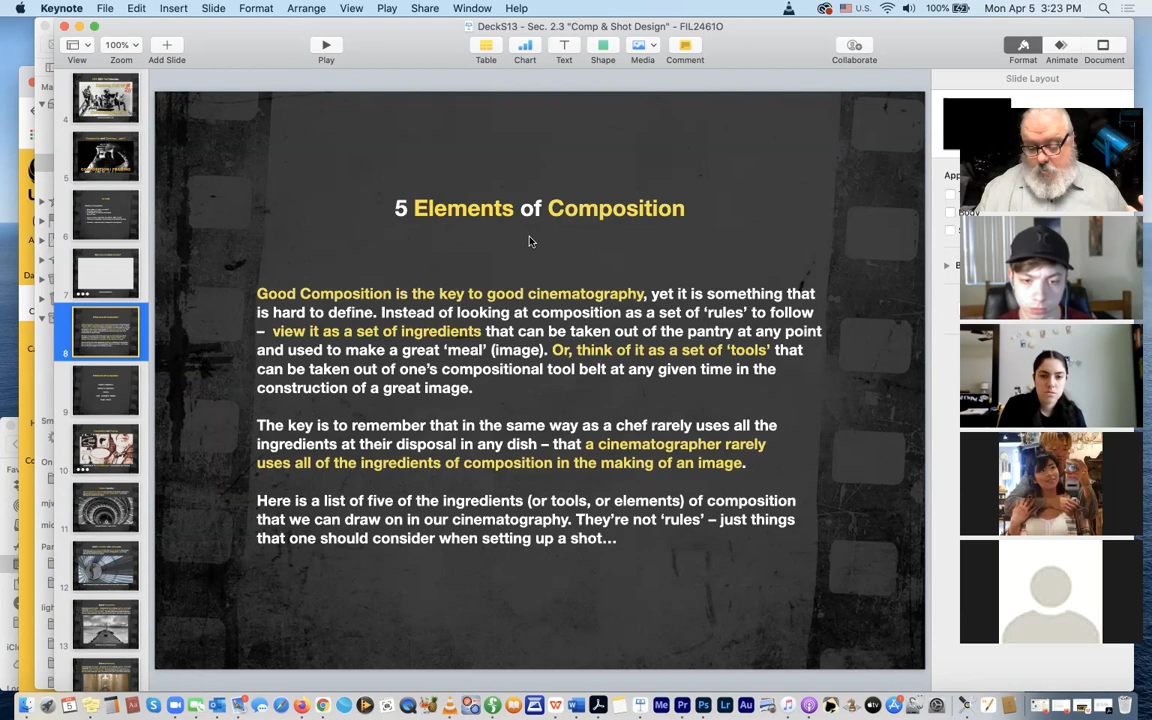 Keynote File Edit Insert Slide Format Arrange View Play Share Window Help
U.S. 100% Mon Apr 5 3:23 PM
DeckS13 - Sec. 2.3 "Comp & Shot Design" - FIL2461O
100%
View Zoom Add Slide Play Table Chart Text Shape Media Comment Collaborate Format Animate Document
Slide Layout
4
5
6
7
8
9
10
11
12
13
5 Elements of Composition
Good Composition is the key to good cinematography, yet it is something that
is hard to define. Instead of looking at composition as a set of ‘rules’ to follow
– view it as a set of ingredients that can be taken out of the pantry at any point
and used to make a great ‘meal’ (image). Or, think of it as a set of ‘tools’ that
can be taken out of one’s compositional tool belt at any given time in the
construction of a great image.
The key is to remember that in the same way as a chef rarely uses all the
ingredients at their disposal in any dish – that a cinematographer rarely
uses all of the ingredients of composition in the making of an image.
Here is a list of five of the ingredients (or tools, or elements) of composition
that we can draw on in our cinematography. They’re not ‘rules’ – just things
that one should consider when setting up a shot…